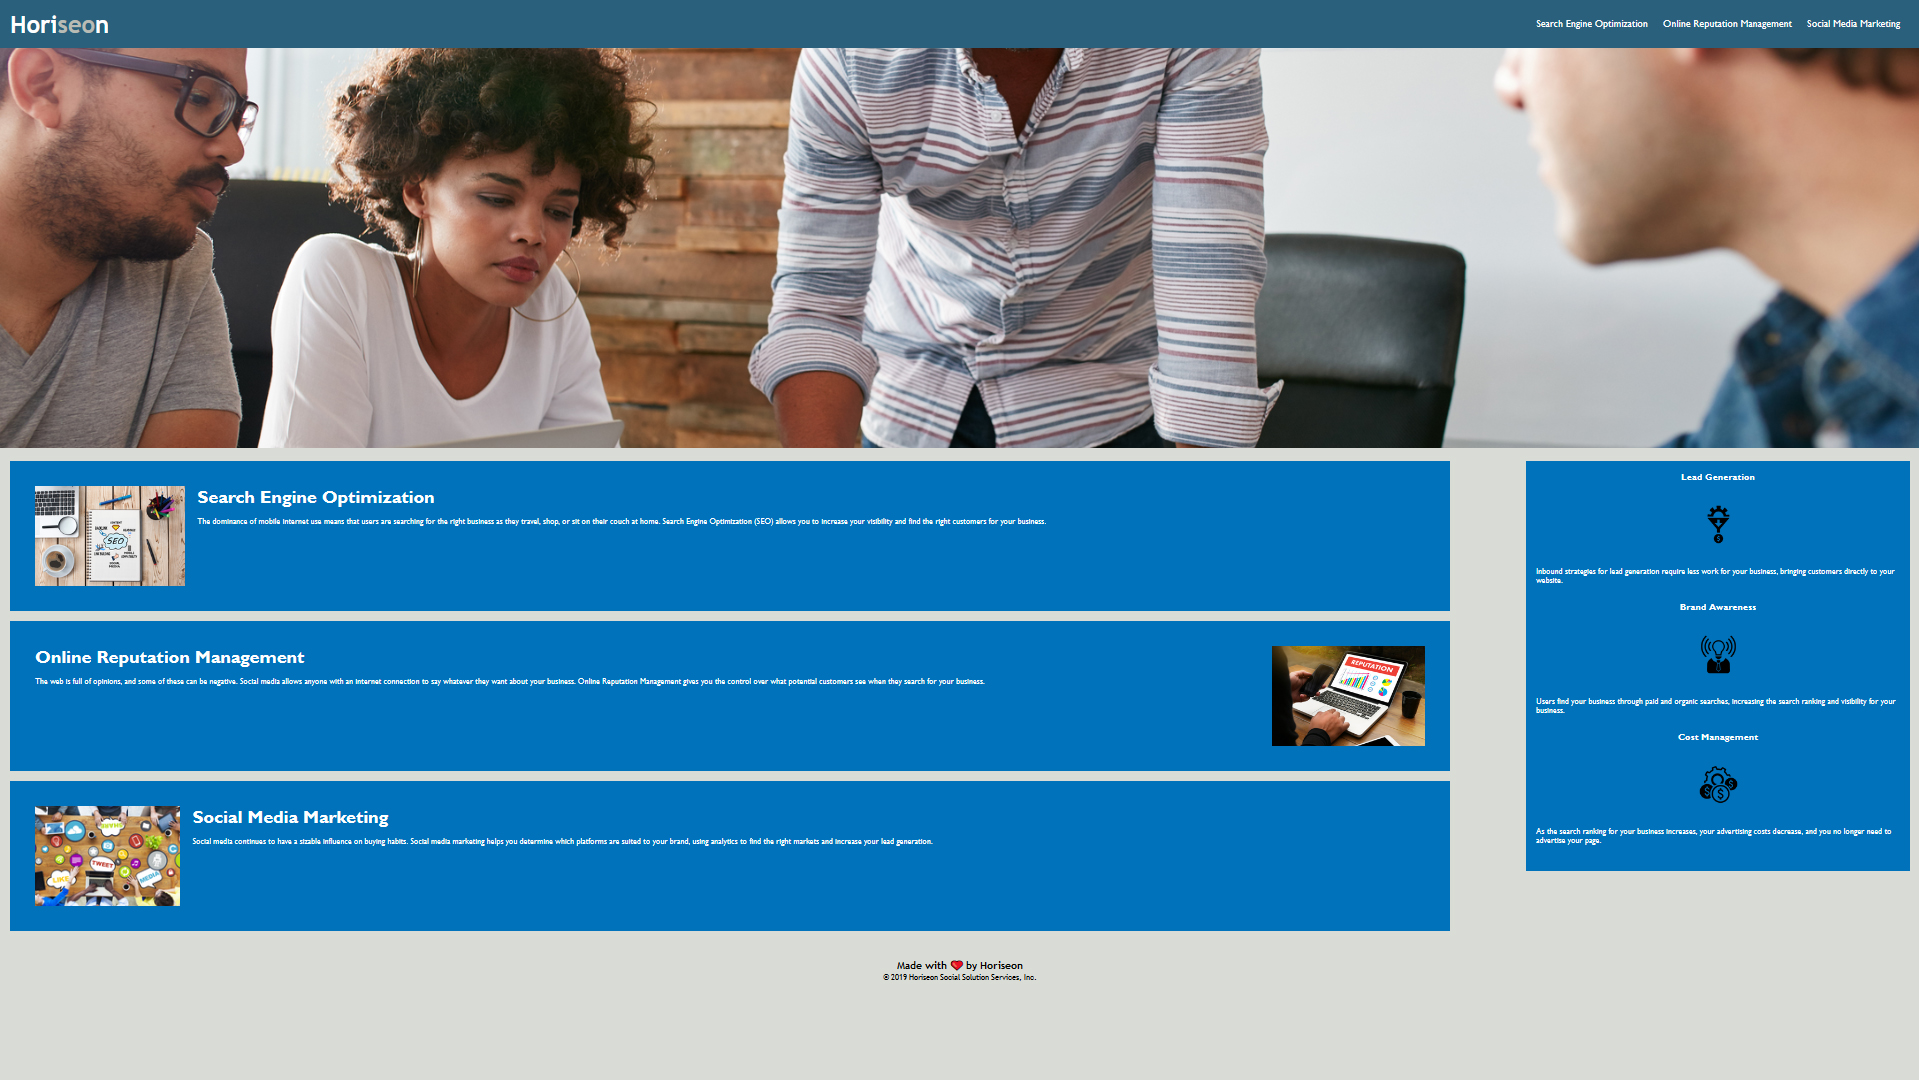 Horiseon
Search Engine Optimization
Online Reputation Management
Social Media Marketing
SEO
Search Engine Optimization
The dominance of mobile internet use means that users are searching for the right business as they travel, shop, or sit on their couch at home. Search Engine Optimization (SEO) allows you to increase your visibility and find the right customers for your business.
Online Reputation Management
The web is full of opinions, and some of these can be negative. Social media allows anyone with an internet connection to say whatever they want about your business. Online Reputation Management gives you the control over what potential customers see when they search for your business.
REPUTATION
Social Media Marketing
Social media continues to have a sizable influence on buying habits. Social media marketing helps you determine which platforms are suited to your brand, using analytics to find the right markets and increase your lead generation.
SHARE
TWEET
LIKE
MEDIA
Lead Generation
Inbound strategies for lead generation require less work for your business, bringing customers directly to your
website.
Brand Awareness
Users find your business through paid and organic searches, increasing the search ranking and visibility for your
business.
Cost Management
As the search ranking for your business increases, your advertising costs decrease, and you no longer need to
advertise your page.
Made with ❤️ by Horiseon
© 2019 Horiseon Social Solution Services, Inc.